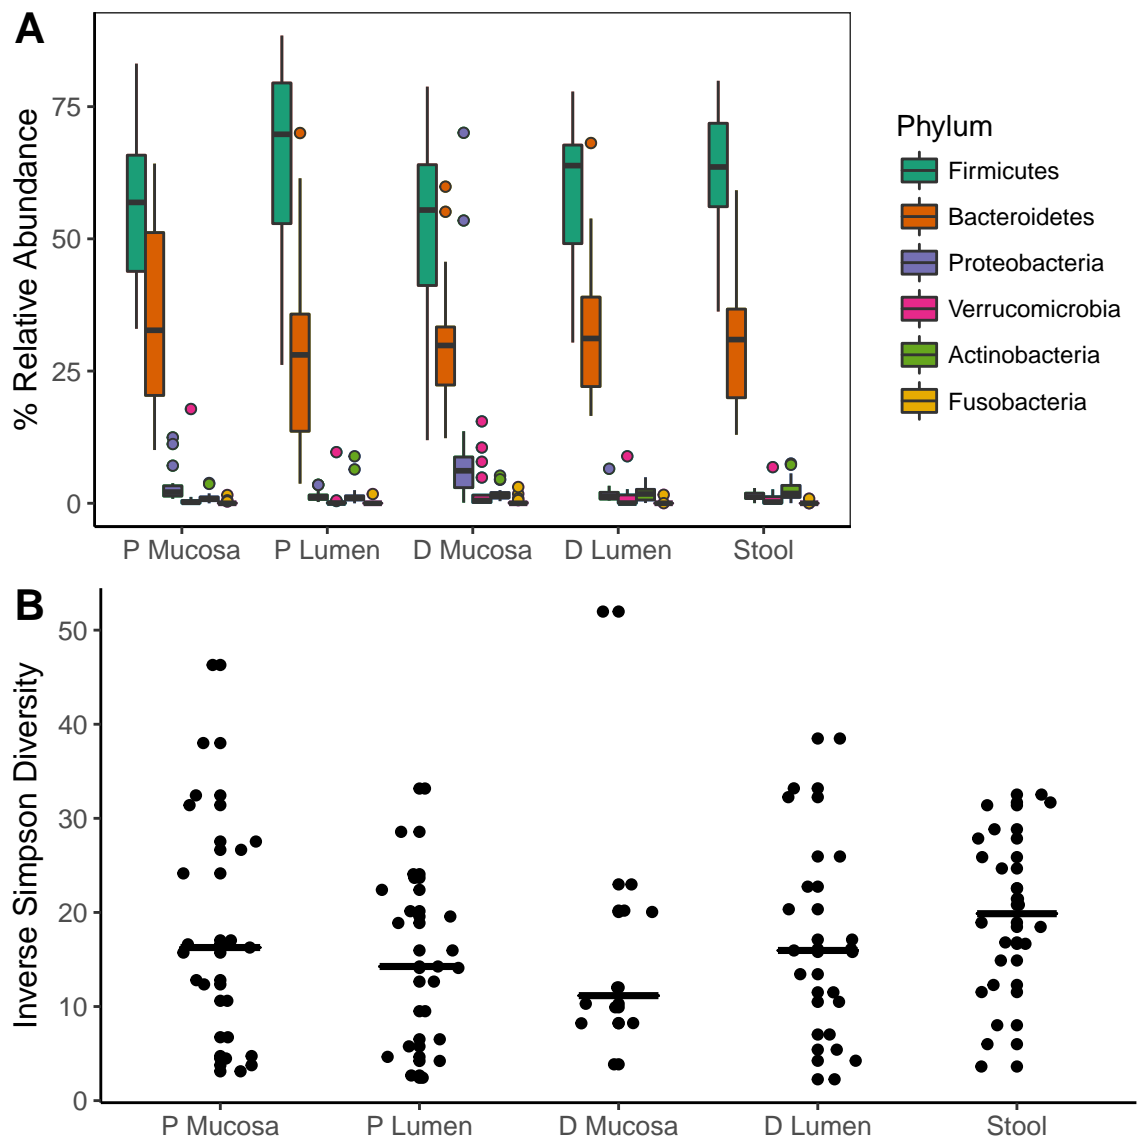 A
% Relative Abundance
75
50
25
0
P Mucosa
P Lumen
D Mucosa
D Lumen
Stool
Phylum
Firmicutes
Bacteroidetes
Proteobacteria
Verrucomicrobia
Actinobacteria
Fusobacteria
B
Inverse Simpson Diversity
50
40
30
20
10
0
P Mucosa
P Lumen
D Mucosa
D Lumen
Stool